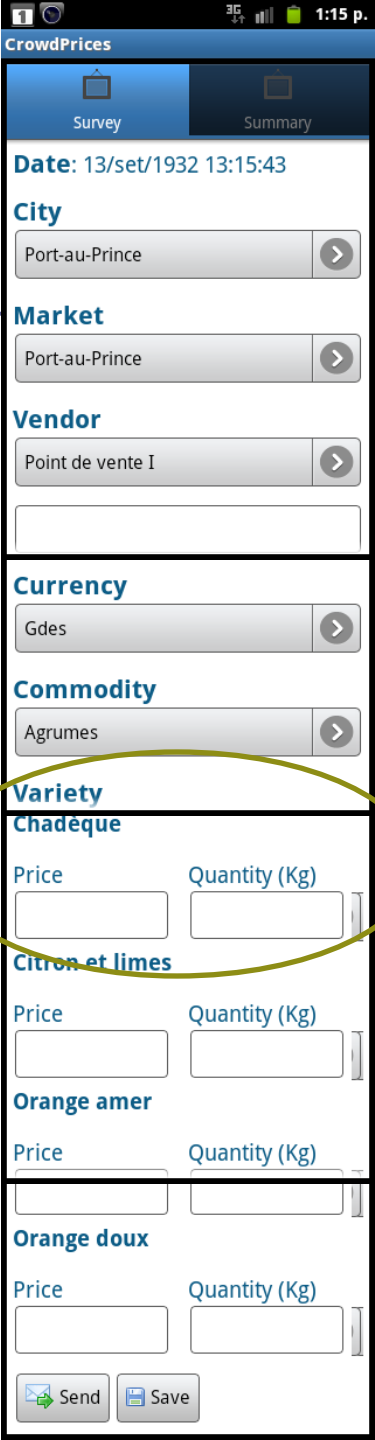 1 3G 1:15 p.
CrowdPrices
Survey Summary
Date: 13/set/1932 13:15:43
City
Port-au-Prince
Market
Port-au-Prince
Vendor
Point de vente I
Currency
Gdes
Commodity
Agrumes
Variety
Chadèque
Price Quantity (Kg)
Citron et limes
Price Quantity (Kg)
Orange amer
Price Quantity (Kg)
Orange doux
Price Quantity (Kg)
Send Save